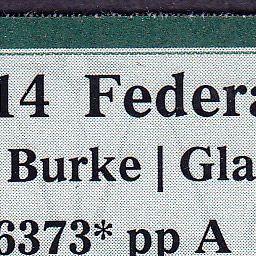 14 Federa
Burke | Gla
6373* pp A